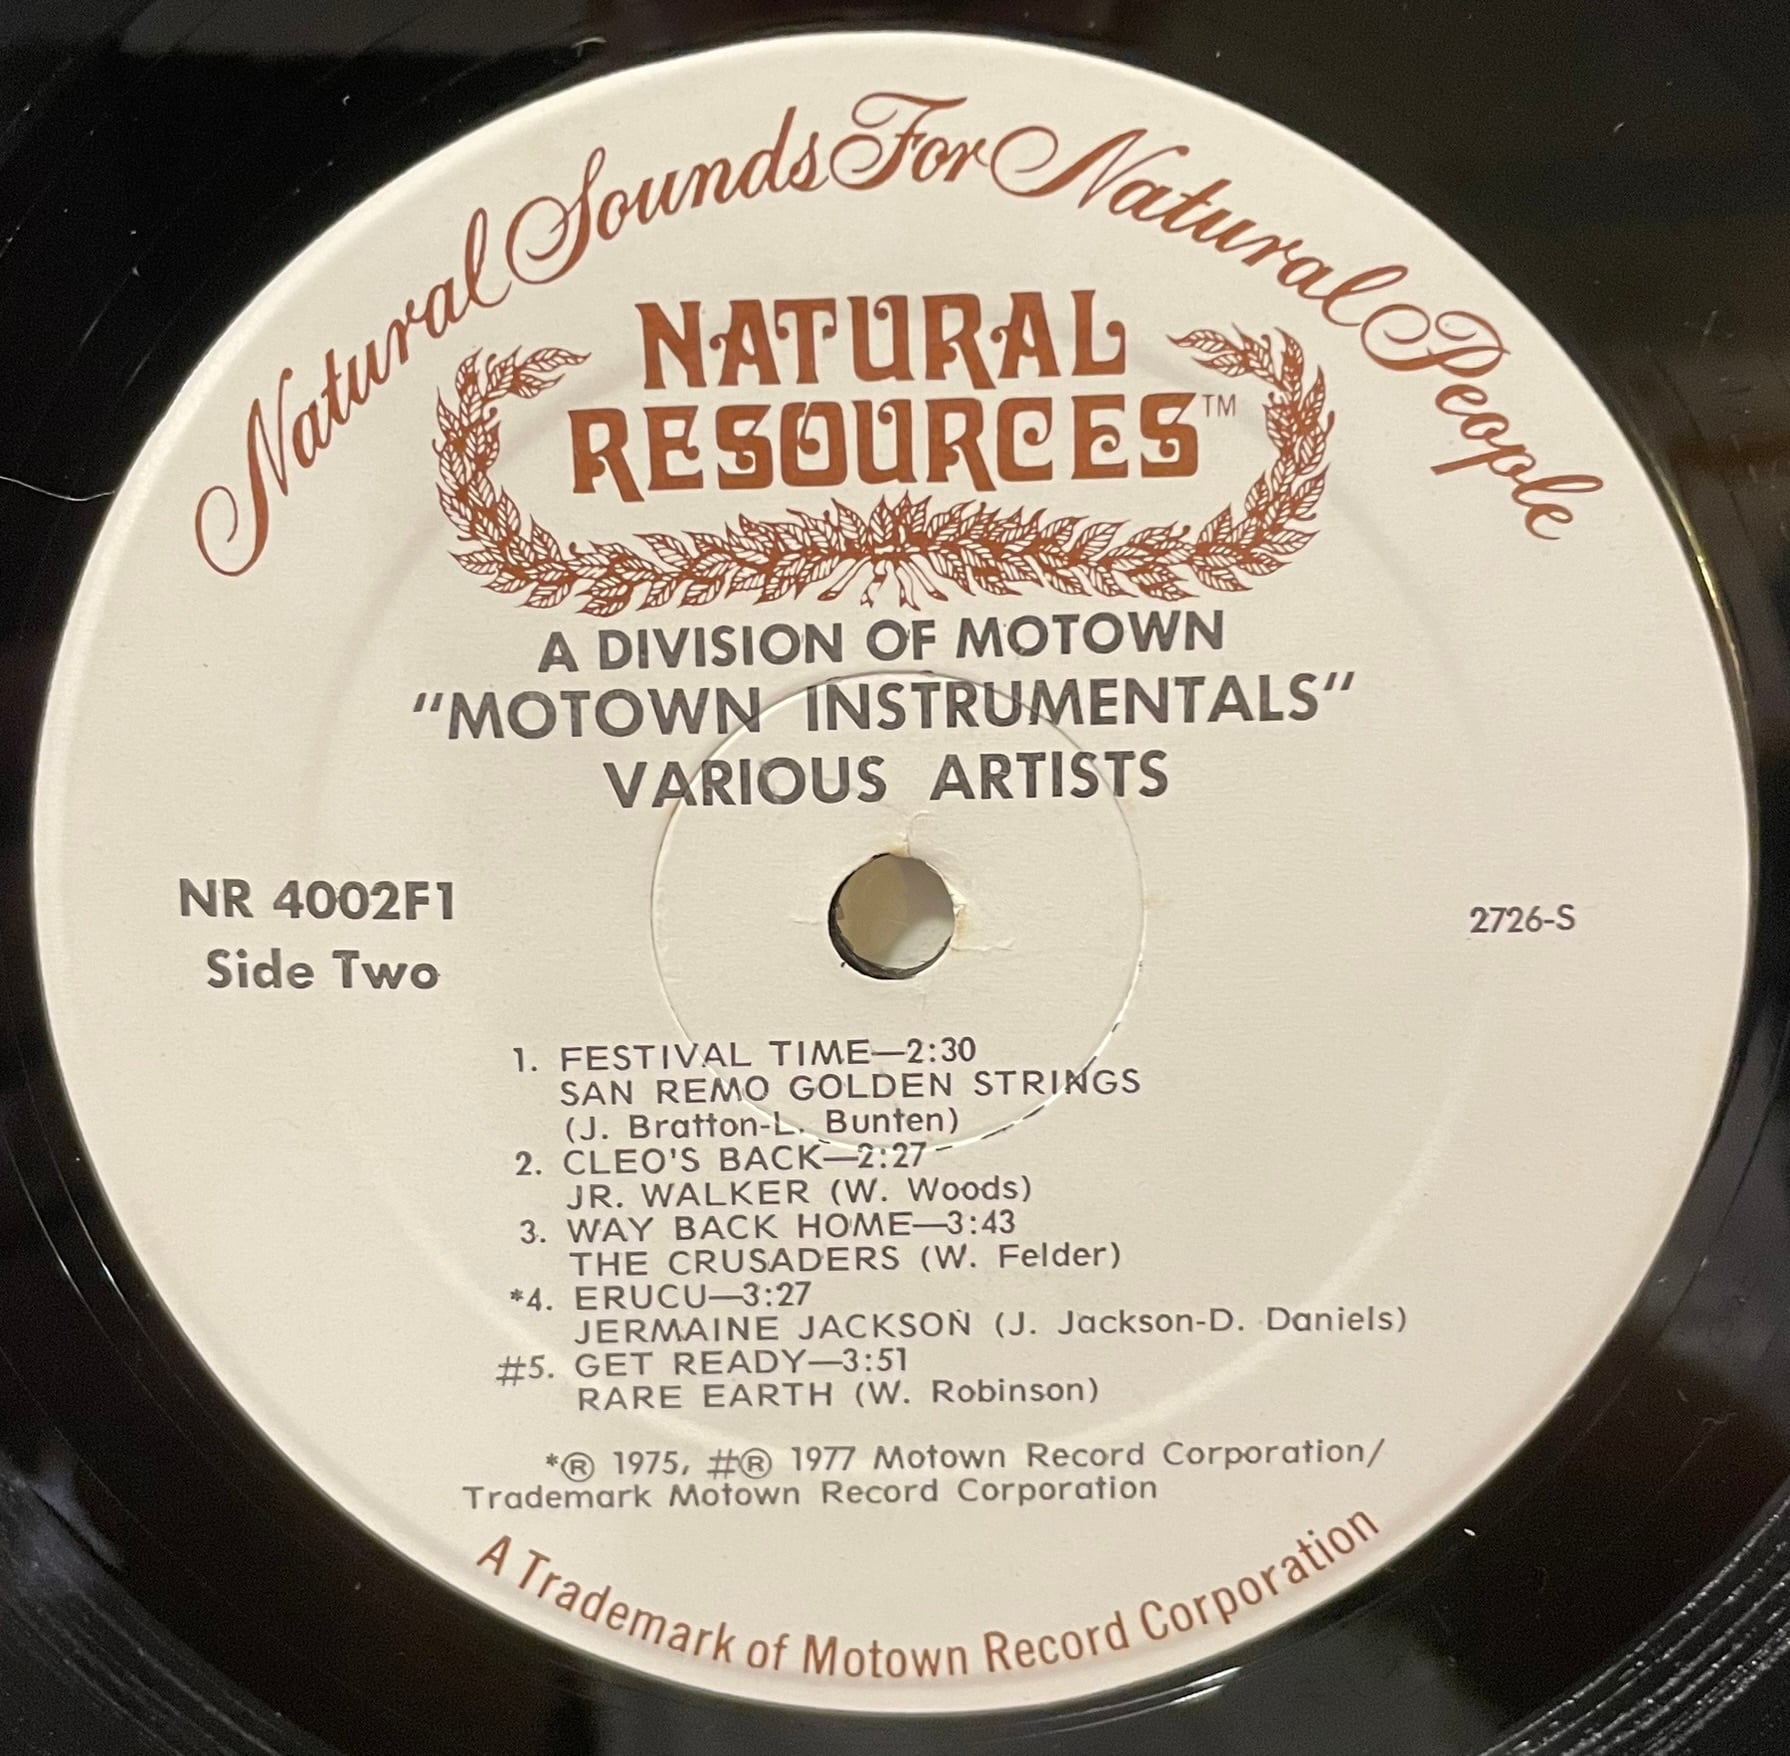 Natural Sounds For Natural People
NATURAL
RESOURCES™
A DIVISION OF MOTOWN
"MOTOWN INSTRUMENTALS"
VARIOUS ARTISTS
NR 4002F1
Side Two
2726-S
1. FESTIVAL TIME—2:30
SAN REMO GOLDEN STRINGS
(J. Bratton-L. Bunten)
2. CLEO'S BACK—2:27
JR. WALKER (W. Woods)
3. WAY BACK HOME—3:43
THE CRUSADERS (W. Felder)
*4. ERUCU—3:27
JERMAINE JACKSON (J. Jackson-D. Daniels)
#5. GET READY—3:51
RARE EARTH (W. Robinson)
*® 1975, #® 1977 Motown Record Corporation/
Trademark Motown Record Corporation
A Trademark of Motown Record Corporation